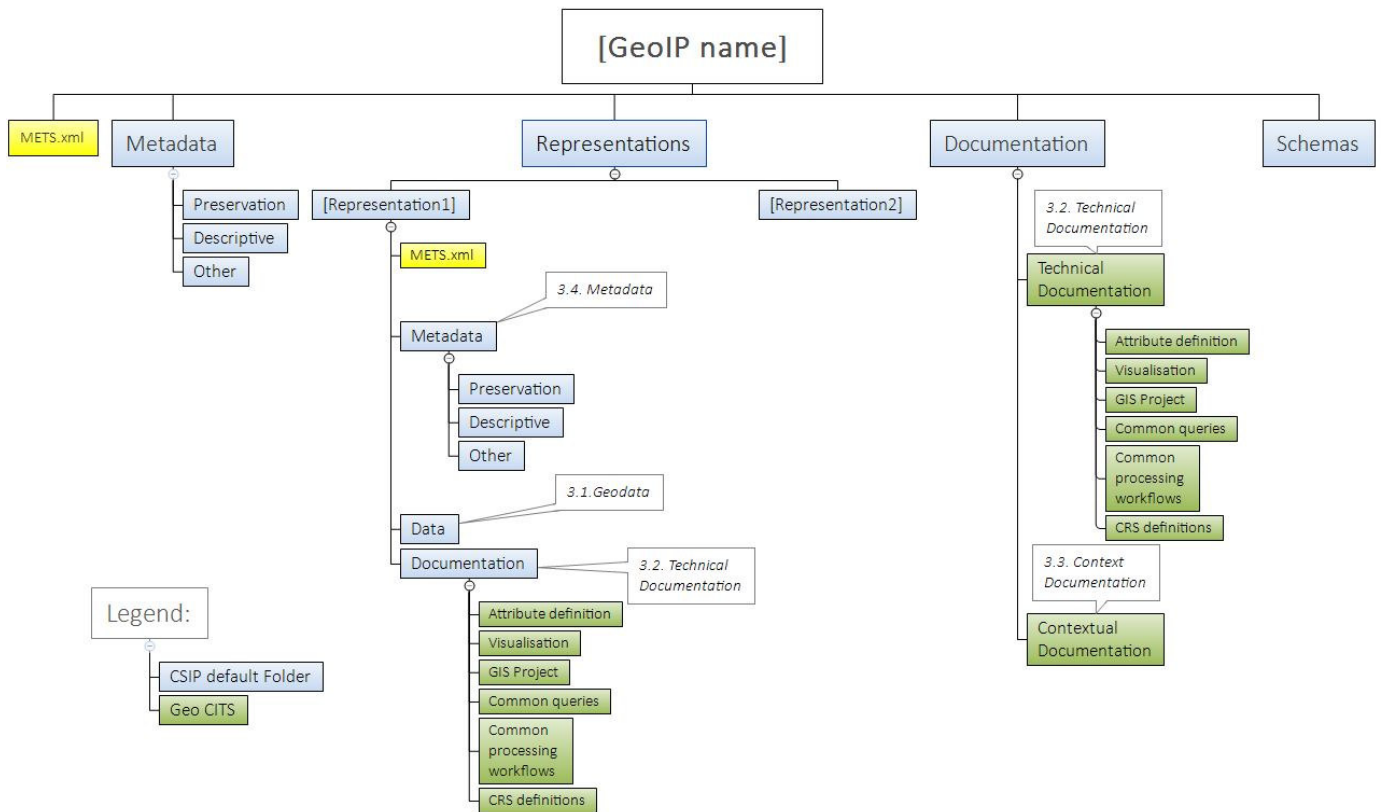 [GeoIP name]
METS.xml
Metadata
Preservation
Descriptive
Other
Representations
[Representation1]
METS.xml
3.4. Metadata
Metadata
Preservation
Descriptive
Other
3.1.Geodata
Data
Documentation
3.2. Technical
Documentation
Attribute definition
Visualisation
GIS Project
Common queries
Common
processing
workflows
CRS definitions
[Representation2]
Documentation
3.2. Technical
Documentation
Technical
Documentation
Attribute definition
Visualisation
GIS Project
Common queries
Common
processing
workflows
CRS definitions
3.3. Context
Documentation
Contextual
Documentation
Schemas
Legend:
CSIP default Folder
Geo CITS